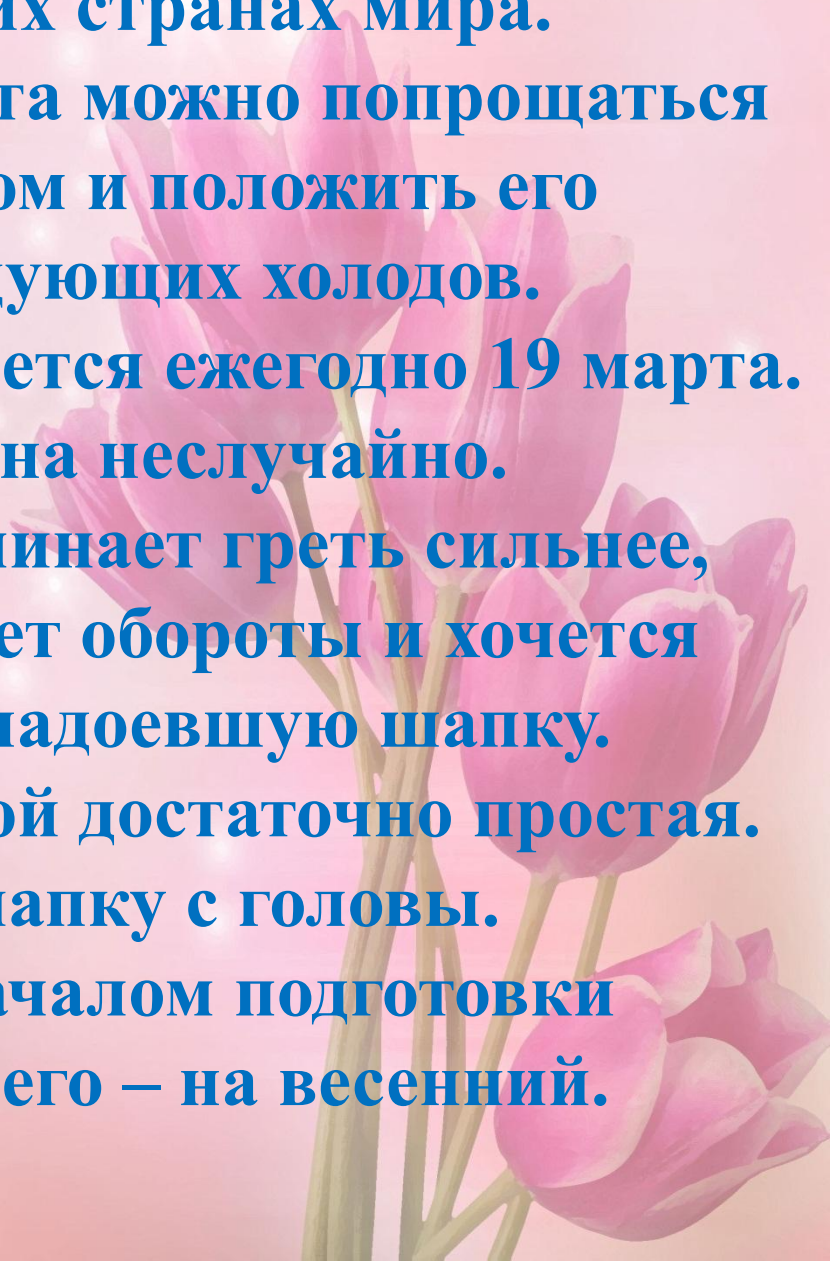 их странах мира.
та можно попрощаться
ом и положить его
дующих холодов.
ется ежегодно 19 марта.
на неслучайно.
инает греть сильнее,
ет обороты и хочется
надоевшую шапку.
ой достаточно простая.
шапку с головы.
ачалом подготовки
его – на весенний.